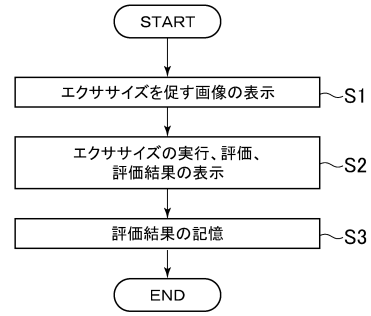 START
エクササイズを促す画像の表示
S1
エクササイズの実行、評価、
評価結果の表示
S2
評価結果の記憶
S3
END